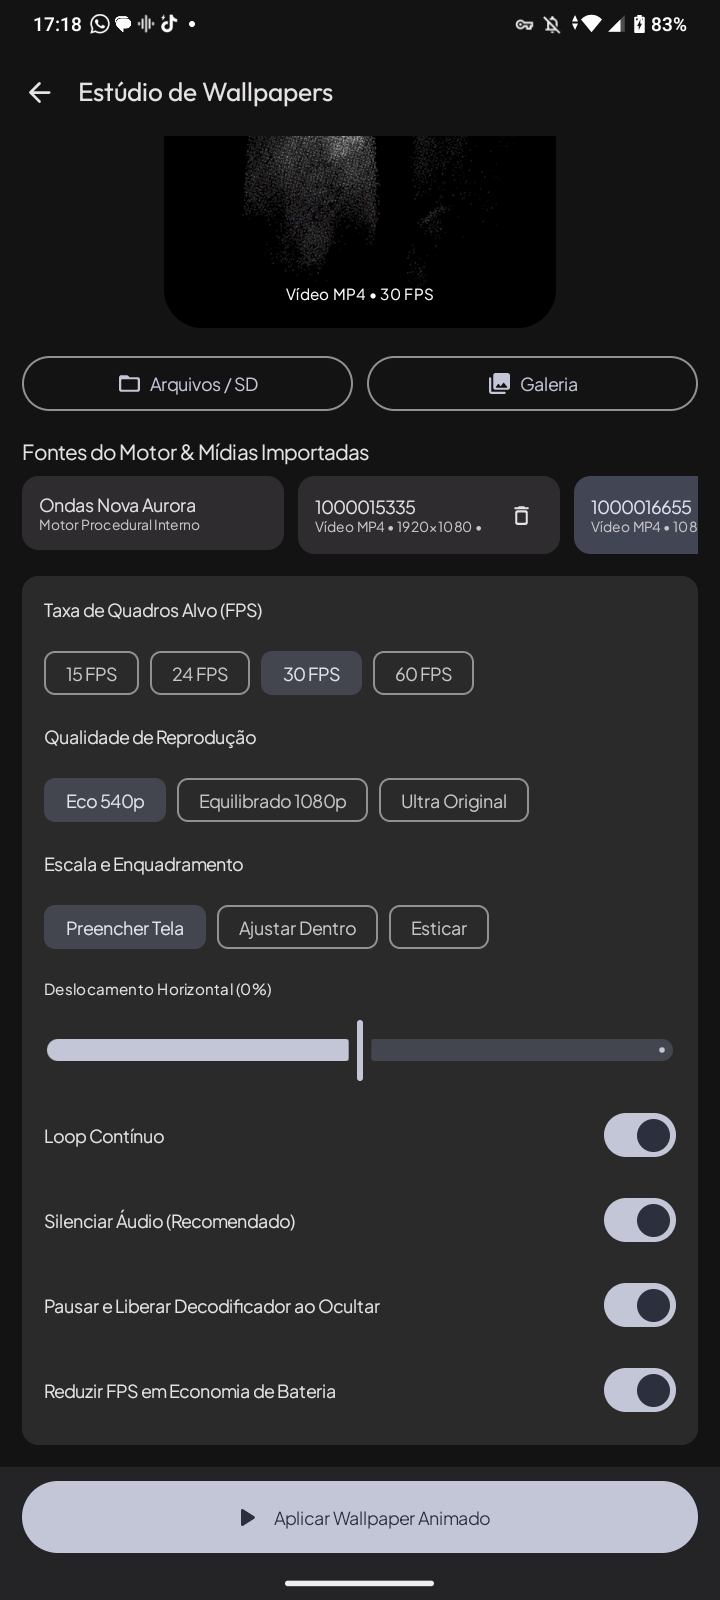 17:18
83%
Estúdio de Wallpapers
Vídeo MP4 • 30 FPS
Arquivos / SD
Galeria
Fontes do Motor & Mídias Importadas
Ondas Nova Aurora
Motor Procedural Interno
1000015335
Vídeo MP4 • 1920×1080 •
1000016655
Vídeo MP4 • 108
Taxa de Quadros Alvo (FPS)
15 FPS
24 FPS
30 FPS
60 FPS
Qualidade de Reprodução
Eco 540p
Equilibrado 1080p
Ultra Original
Escala e Enquadramento
Preencher Tela
Ajustar Dentro
Esticar
Deslocamento Horizontal (0%)
Loop Contínuo
Silenciar Áudio (Recomendado)
Pausar e Liberar Decodificador ao Ocultar
Reduzir FPS em Economia de Bateria
Aplicar Wallpaper Animado